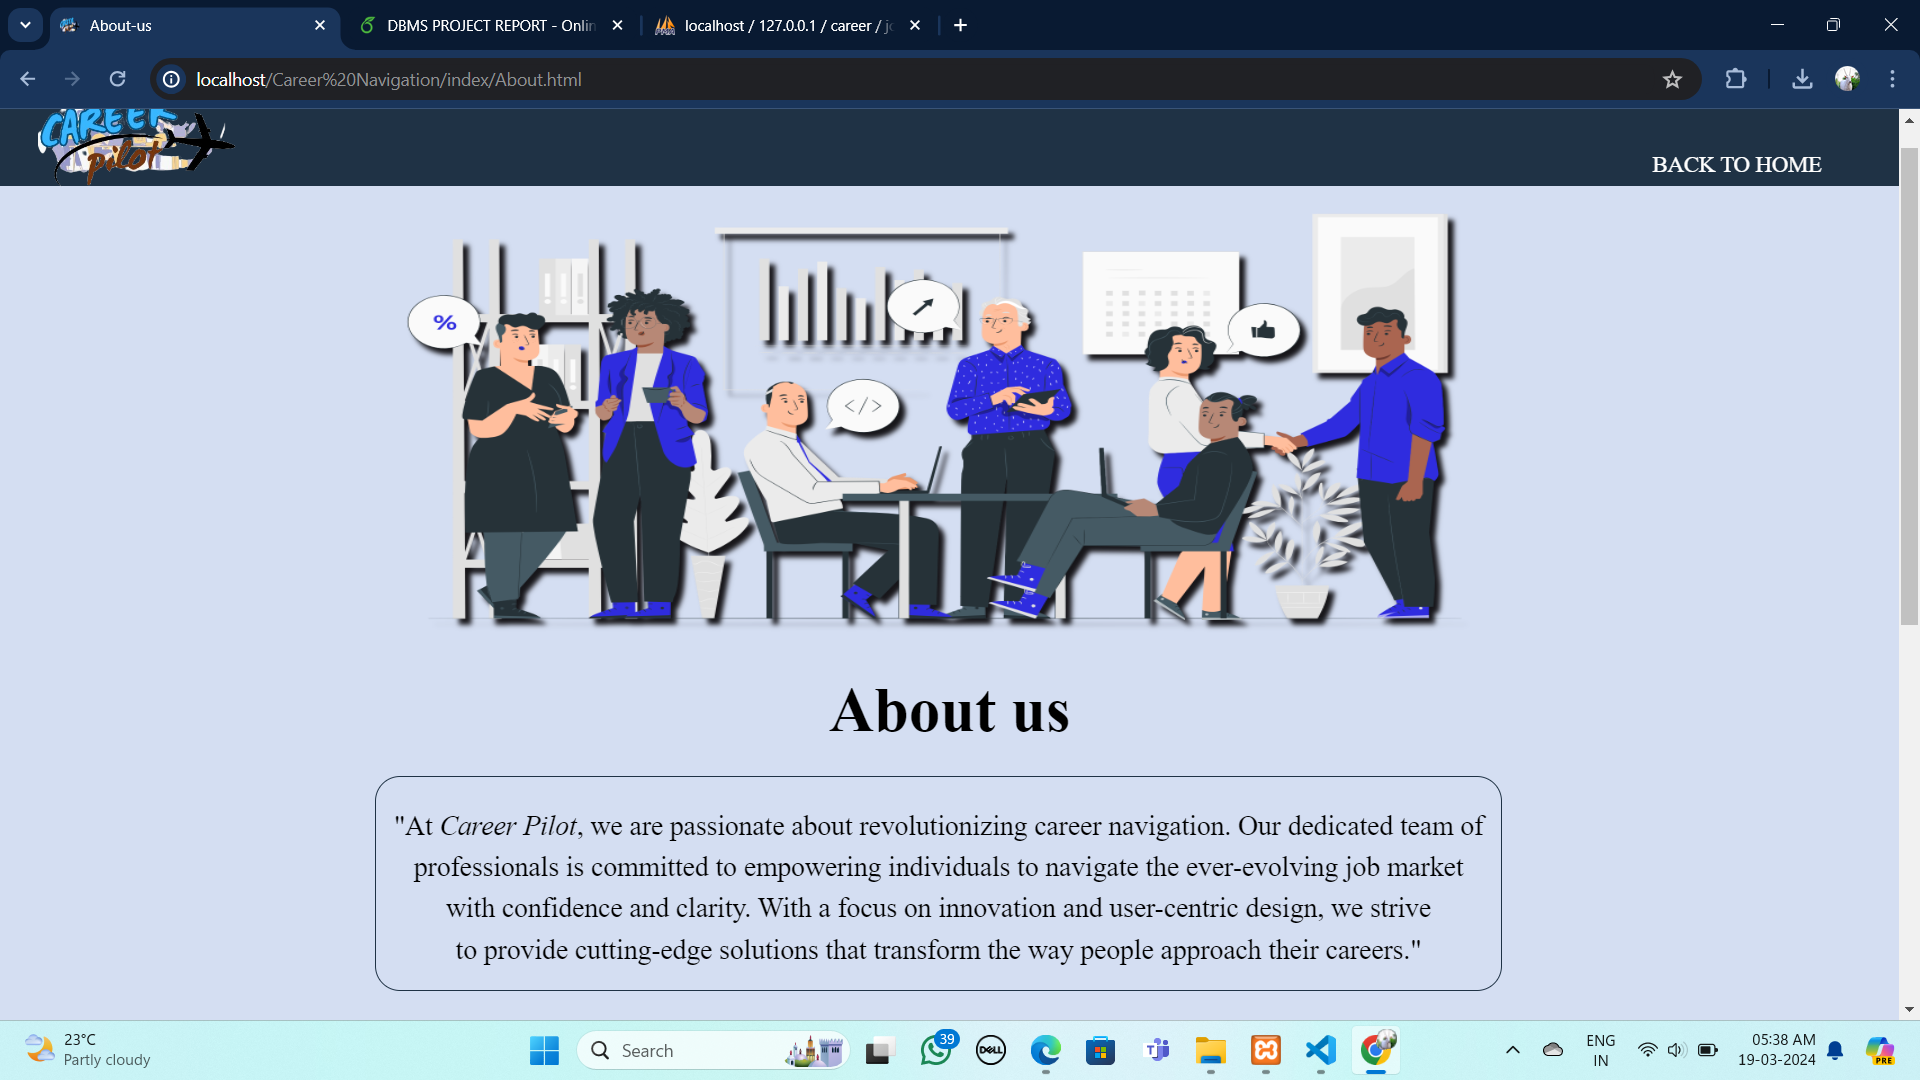 About-us
DBMS PROJECT REPORT - Onlin
localhost / 127.0.0.1 / career / jo
localhost/Career%20Navigation/index/About.html
CAREER
pilot
BACK TO HOME
%
</>
About us
"At Career Pilot, we are passionate about revolutionizing career navigation. Our dedicated team of
professionals is committed to empowering individuals to navigate the ever-evolving job market
with confidence and clarity. With a focus on innovation and user-centric design, we strive
to provide cutting-edge solutions that transform the way people approach their careers."
23°C
Partly cloudy
Search
39
DELL
ENG
IN
05:38 AM
19-03-2024
PRE